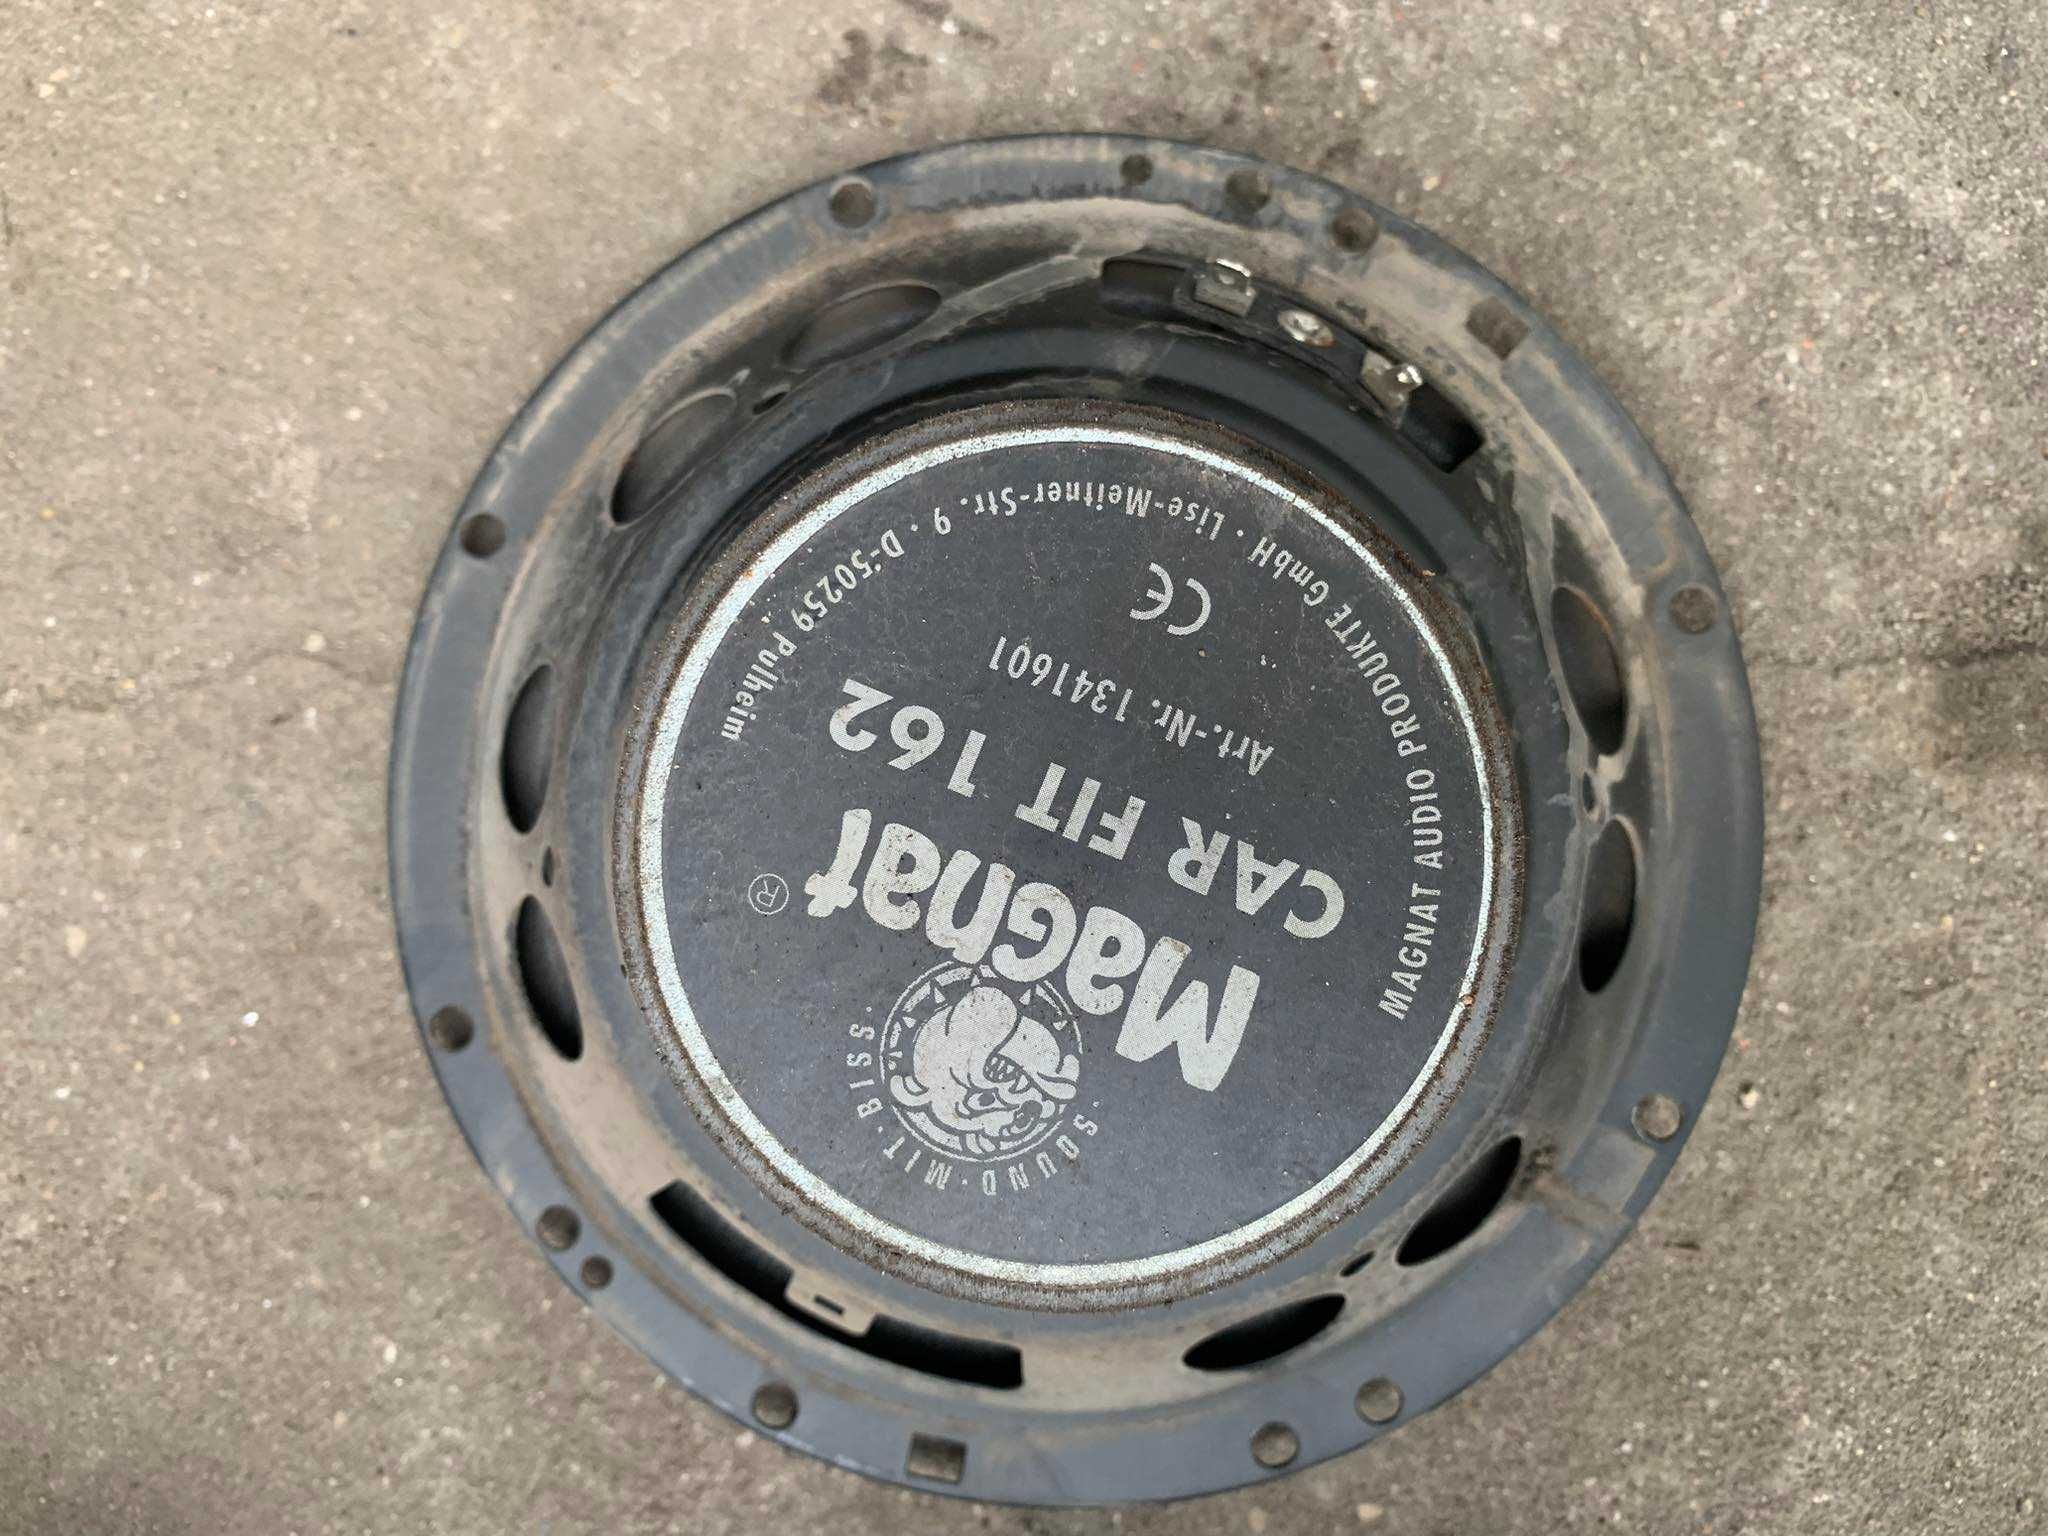 ·SOUND·MIT·BISS·
Magnat®
CAR FIT 162
Art.-Nr. 1341601
CE
MAGNAT AUDIO PRODUKTE GmbH · Lise-Meitner-Str. 9 · D-50259 Pulheim